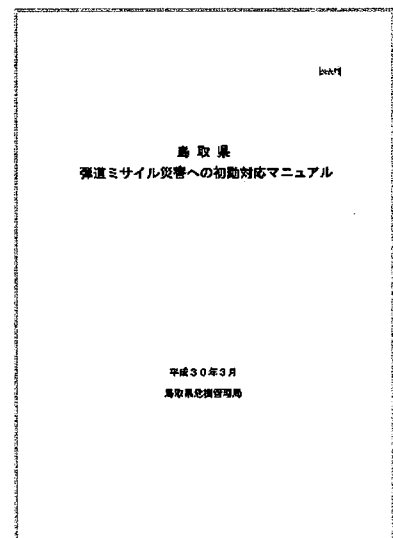 鳥取県
弾道ミサイル災害への初動対応マニュアル
平成30年3月
鳥取県危機管理局